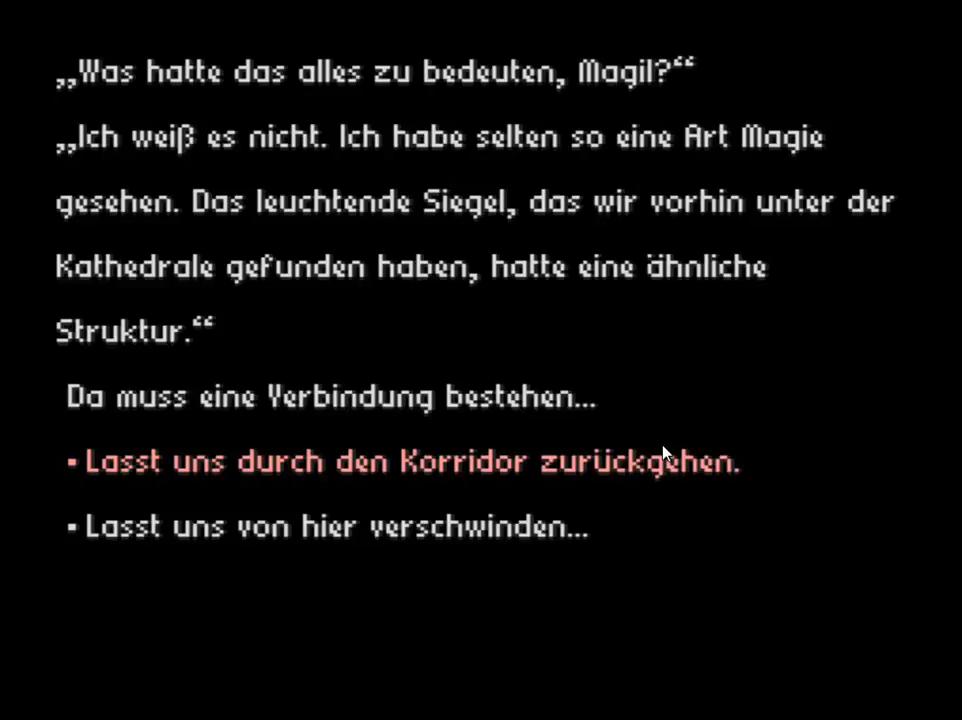 „Was hatte das alles zu bedeuten, Magil?“
„Ich weiß es nicht. Ich habe selten so eine Art Magie
gesehen. Das leuchtende Siegel, das wir vorhin unter der
Kathedrale gefunden haben, hatte eine ähnliche
Struktur.“
Da muss eine Verbindung bestehen...
▪ Lasst uns durch den Korridor zurückgehen.
▪ Lasst uns von hier verschwinden...